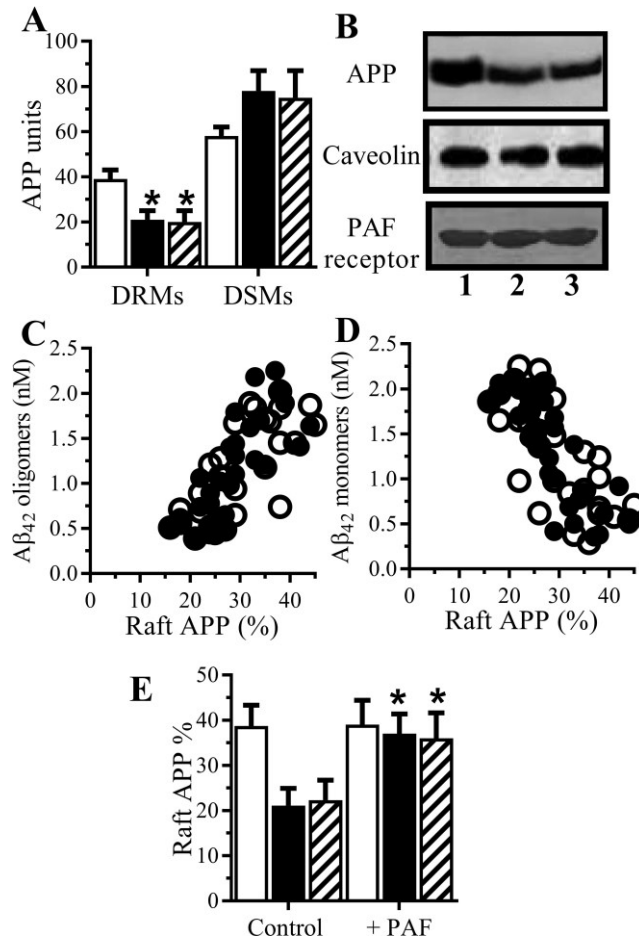 A
APP units
100
80
60
40
20
0
* *
DRMs DSMs
B
APP
Caveolin
PAF
receptor
1 2 3
C
Aβ42 oligomers (nM)
2.5
2.0
1.5
1.0
0.5
0.0
0 10 20 30 40
Raft APP (%)
D
Aβ42 monomers (nM)
2.5
2.0
1.5
1.0
0.5
0.0
0 10 20 30 40
Raft APP (%)
E
Raft APP %
50
40
30
20
10
0
* *
Control + PAF